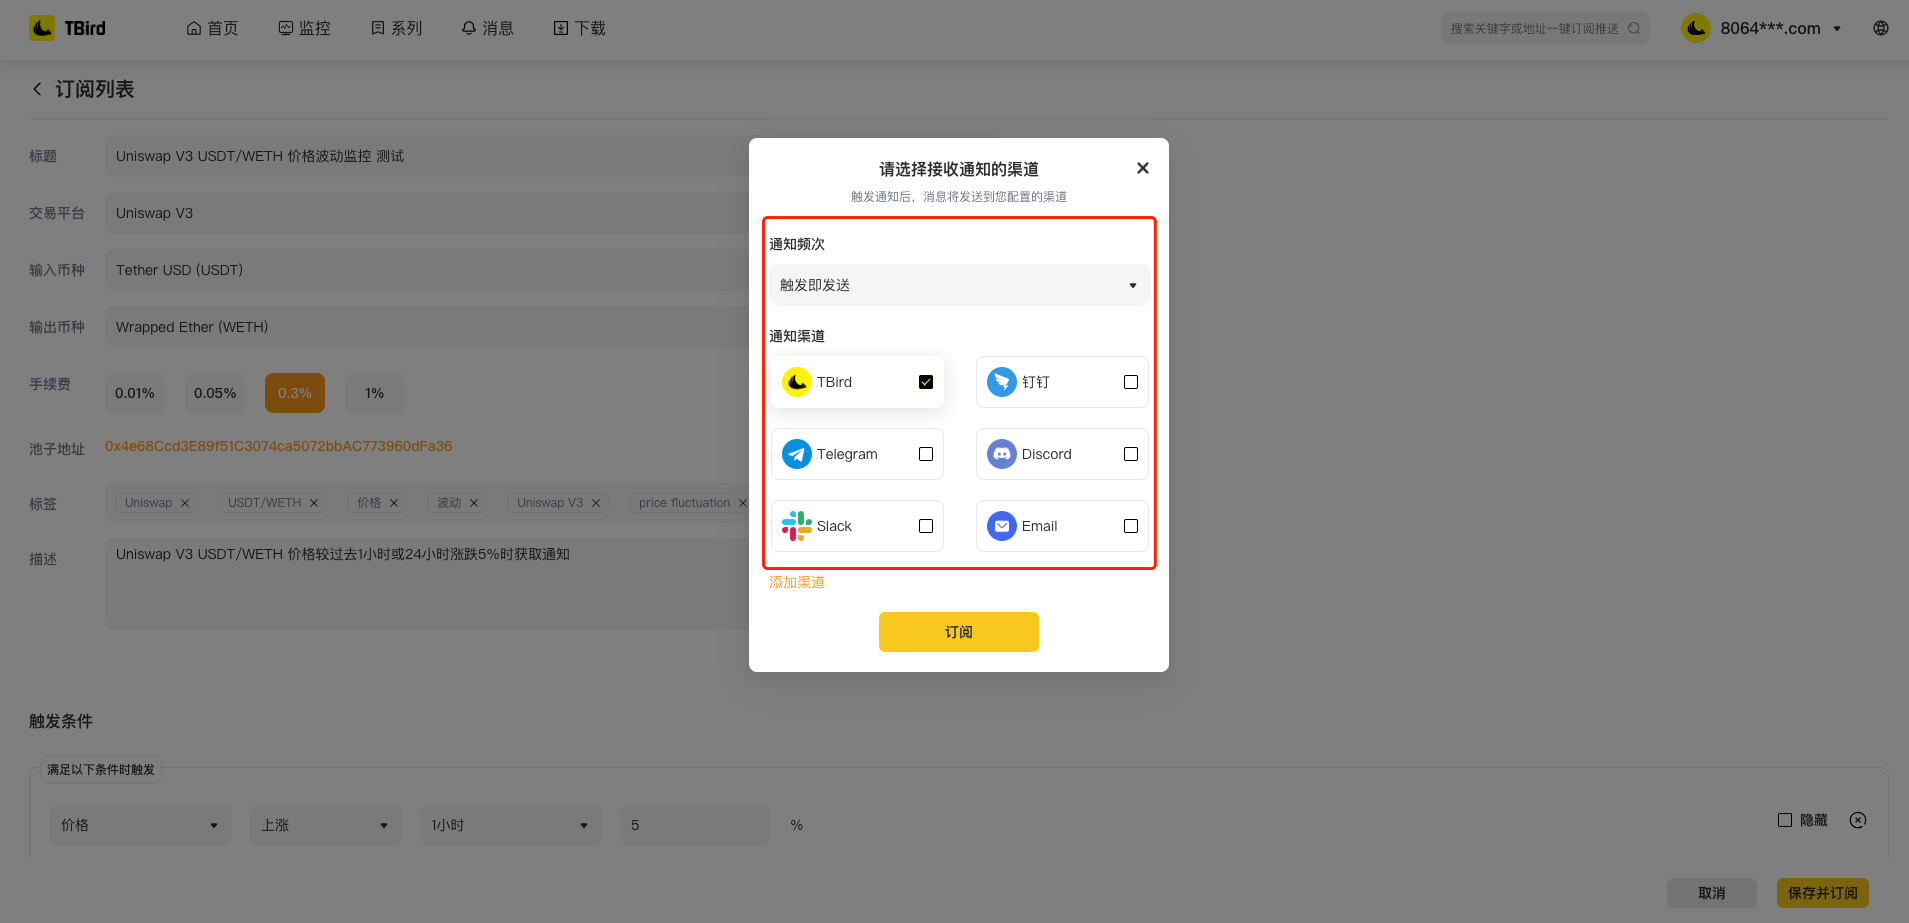 TBird
首页
监控
系列
消息
下载
搜索关键字或地址一键订阅推送
8064***.com
订阅列表
标题
Uniswap V3 USDT/WETH 价格波动监控 测试
交易平台
Uniswap V3
输入币种
Tether USD (USDT)
输出币种
Wrapped Ether (WETH)
手续费
0.01%
0.05%
0.3%
1%
池子地址
0x4e68Ccd3E89f51C3074ca5072bbAC773960dFa36
标签
Uniswap
USDT/WETH
价格
波动
Uniswap V3
price fluctuation
描述
Uniswap V3 USDT/WETH 价格较过去1小时或24小时涨跌5%时获取通知
请选择接收通知的渠道
触发通知后，消息将发送到您配置的渠道
通知频次
触发即发送
通知渠道
TBird
钉钉
Telegram
Discord
Slack
Email
添加渠道
订阅
触发条件
满足以下条件时触发
价格
上涨
1小时
5
%
隐藏
取消
保存并订阅